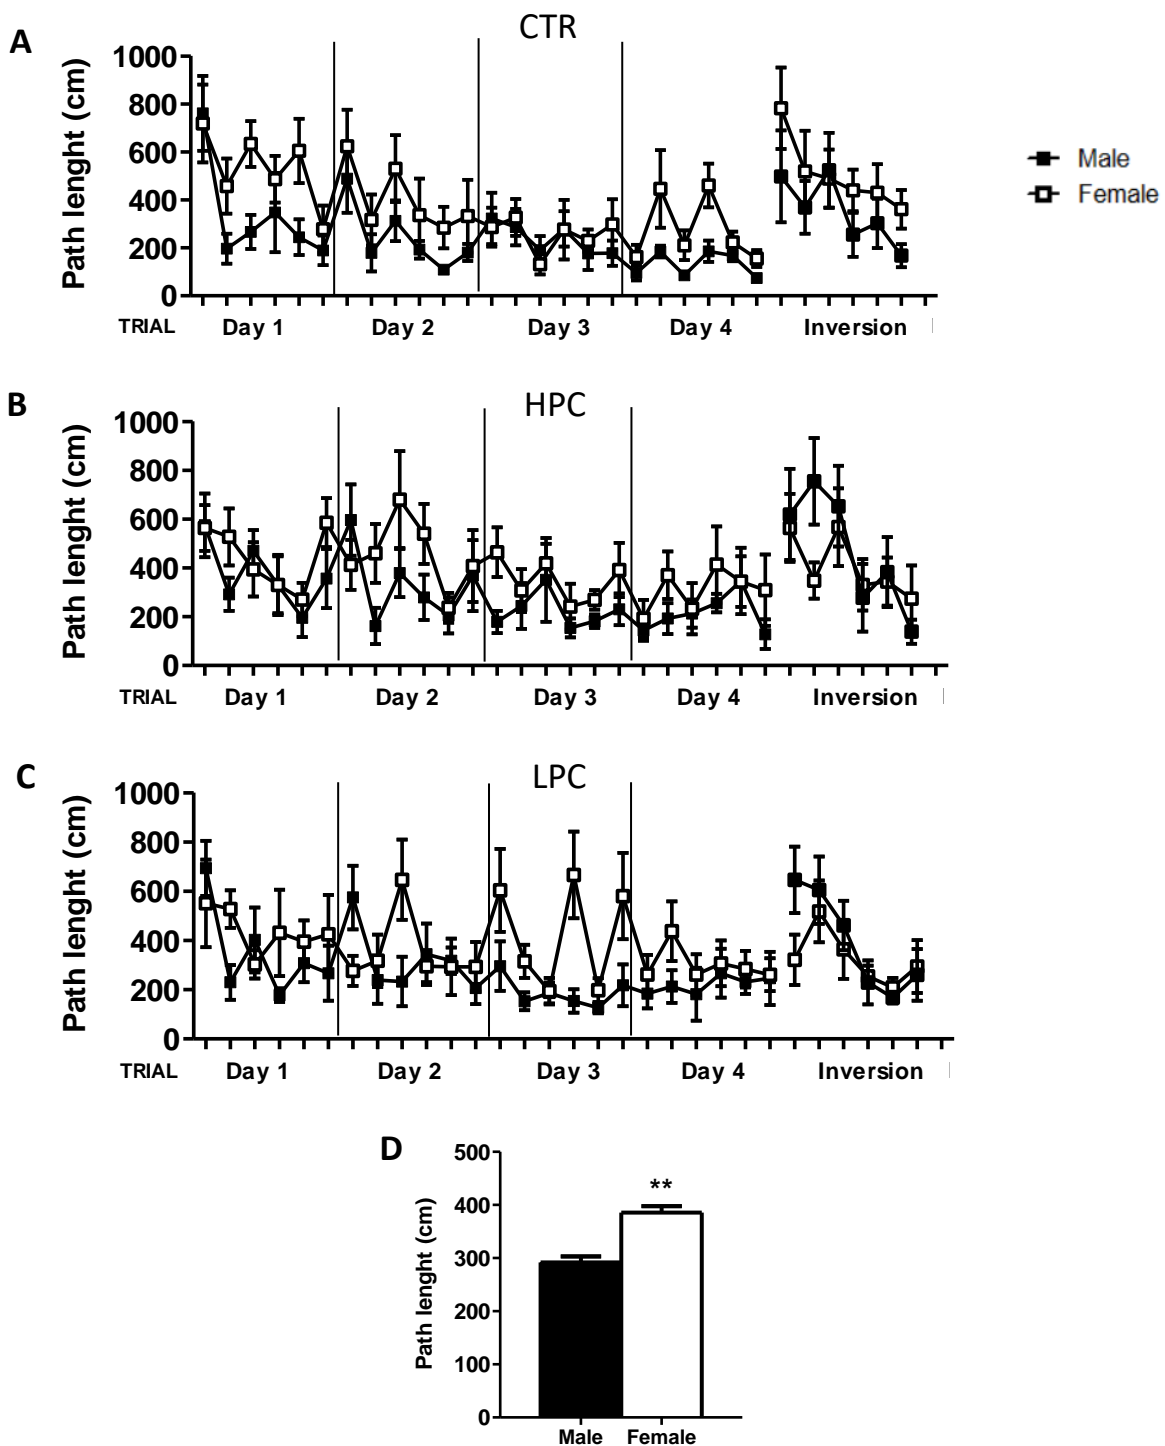 A
CTR
Path lenght (cm)
1000
800
600
400
200
0
TRIAL Day 1 Day 2 Day 3 Day 4 Inversion
Male
Female
B
HPC
Path lenght (cm)
1000
800
600
400
200
0
TRIAL Day 1 Day 2 Day 3 Day 4 Inversion
C
LPC
Path lenght (cm)
1000
800
600
400
200
0
TRIAL Day 1 Day 2 Day 3 Day 4 Inversion
D
Path lenght (cm)
500
400
300
200
100
0
**
Male Female